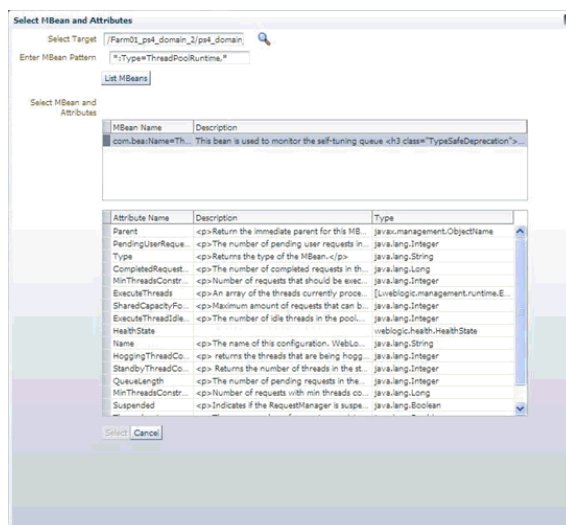 Select MBean and Attributes
Select Target /Farm01_ps4_domain_2/ps4_domain
Enter MBean Pattern *:Type=ThreadPoolRuntime,*
List MBeans
Select MBean and
Attributes
MBean Name Description
com.bea:Name=Th... This bean is used to monitor the self-tuning queue <h3 class="TypeSafeDeprecation">...
Attribute Name Description Type
Parent <p>Return the immediate parent for this MB... javax.management.ObjectName
PendingUserReque... <p>The number of pending user requests in... java.lang.Integer
Type <p>Returns the type of the MBean.</p> java.lang.String
CompletedRequest... <p>The number of completed requests in th... java.lang.Long
MinThreadsConstr... <p>Number of requests that should be exec... java.lang.Integer
ExecuteThreads <p>An array of the threads currently proce... [Lweblogic.management.runtime.E...
SharedCapacityFo... <p>Maximum amount of requests that can b... java.lang.Integer
ExecuteThreadIdle... <p>The number of idle threads in the pool... java.lang.Integer
HealthState weblogic.health.HealthState
Name <p>The name of this configuration. WebLo... java.lang.String
HoggingThreadCo... <p> returns the threads that are being hogg... java.lang.Integer
StandbyThreadCo... <p> Returns the number of threads in the st... java.lang.Integer
QueueLength <p>The number of pending requests in the... java.lang.Integer
MinThreadsConstr... <p>Number of requests with min threads co... java.lang.Long
Suspended <p>Indicates if the RequestManager is suspe... java.lang.Boolean
Select Cancel